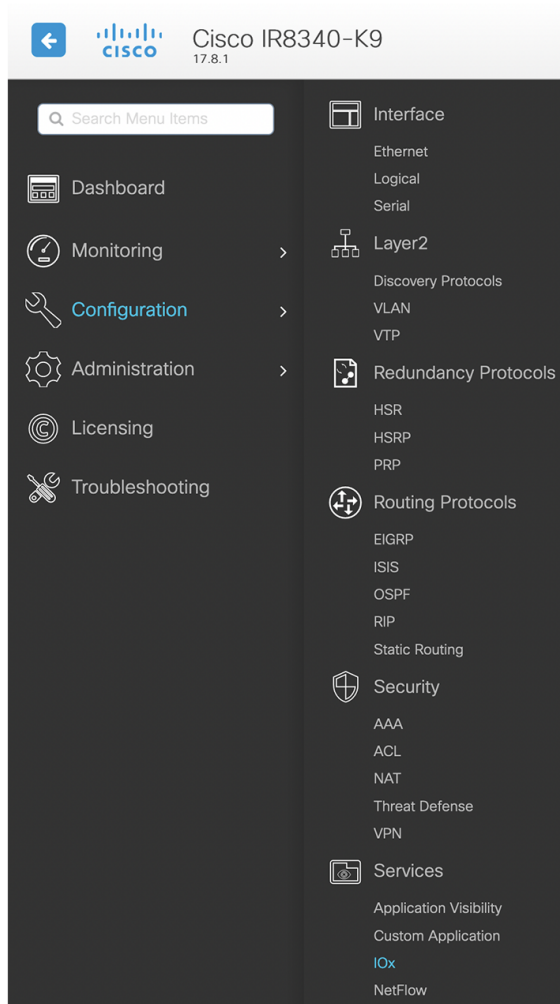 CISCO
Cisco IR8340-K9
17.8.1
Search Menu Items
Dashboard
Monitoring
Configuration
Administration
Licensing
Troubleshooting
Interface
Ethernet
Logical
Serial
Layer2
Discovery Protocols
VLAN
VTP
Redundancy Protocols
HSR
HSRP
PRP
Routing Protocols
EIGRP
ISIS
OSPF
RIP
Static Routing
Security
AAA
ACL
NAT
Threat Defense
VPN
Services
Application Visibility
Custom Application
IOx
NetFlow